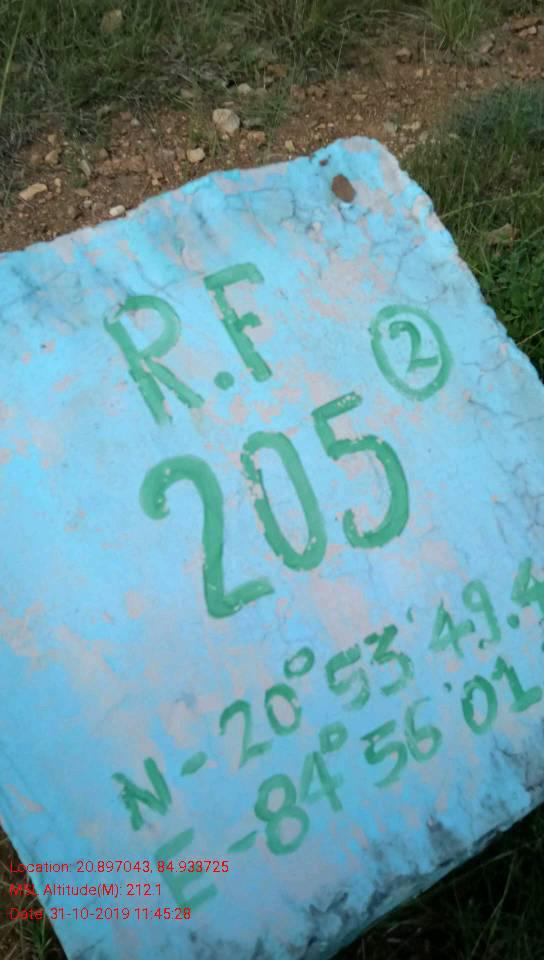 R.F
②
205
N-20°53'49.4
E-84°56'01
Location: 20.897043, 84.933725
MSL Altitude(M): 212.1
Date: 31-10-2019 11:45:28